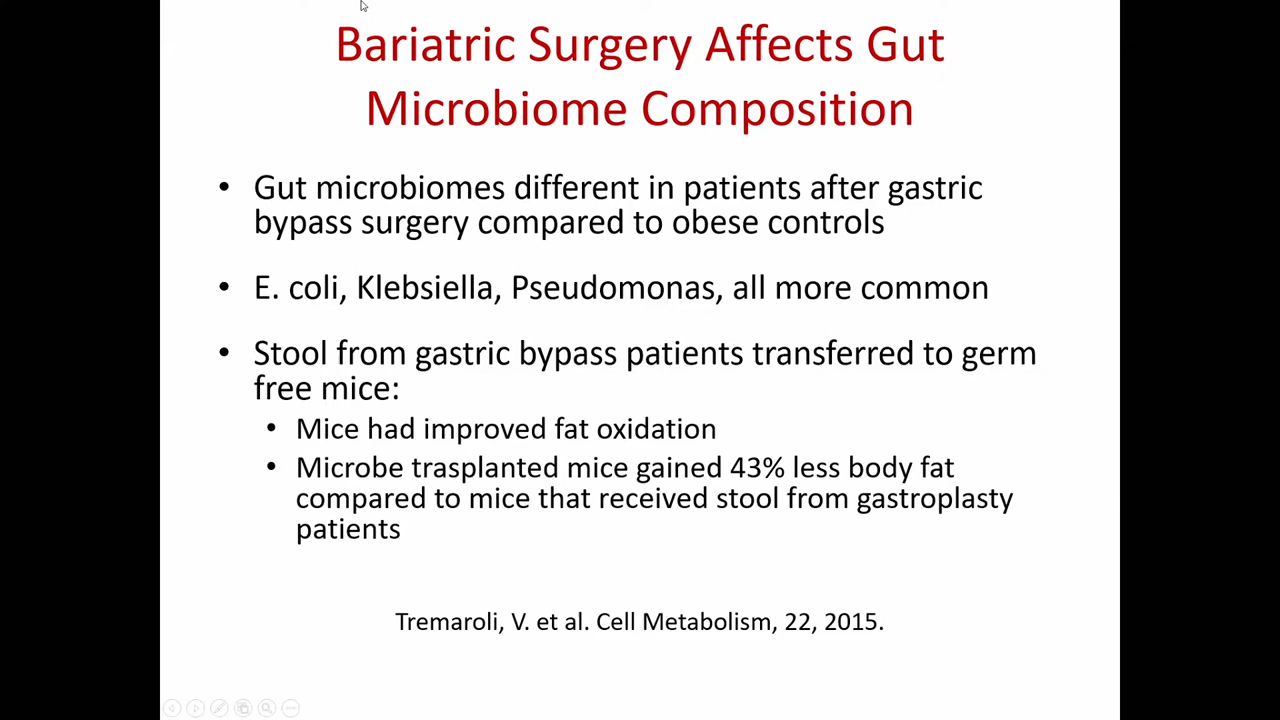 Bariatric Surgery Affects Gut
Microbiome Composition
• Gut microbiomes different in patients after gastric
bypass surgery compared to obese controls
• E. coli, Klebsiella, Pseudomonas, all more common
• Stool from gastric bypass patients transferred to germ
free mice:
• Mice had improved fat oxidation
• Microbe trasplanted mice gained 43% less body fat
compared to mice that received stool from gastroplasty
patients
Tremaroli, V. et al. Cell Metabolism, 22, 2015.